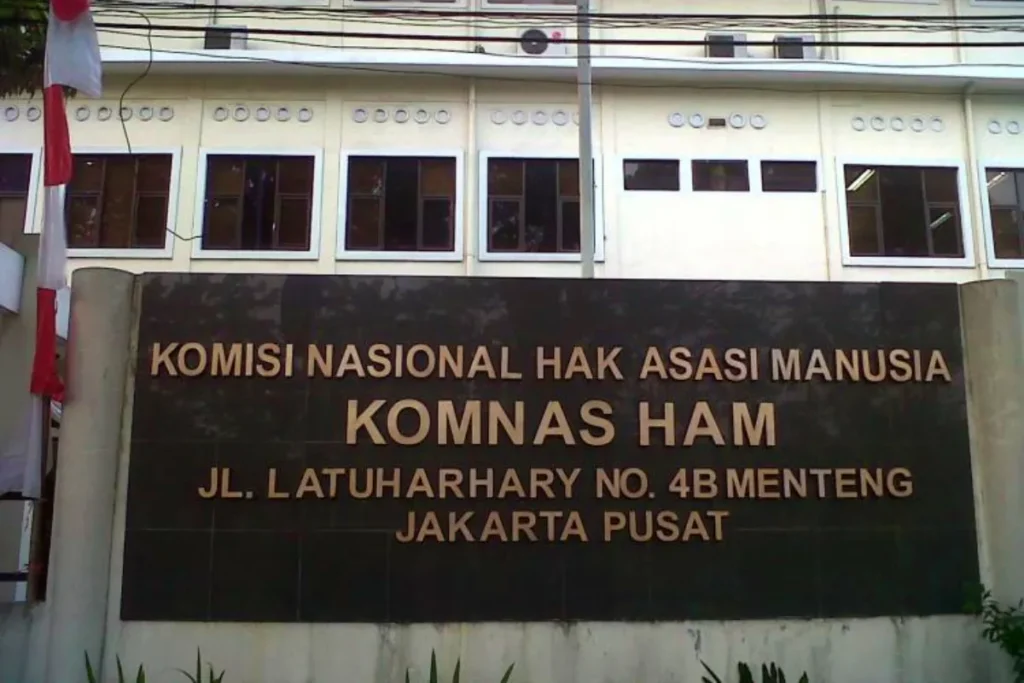 KOMISI NASIONAL HAK ASASI MANUSIA
KOMNAS HAM
JL. LATUHARHARY NO. 4B MENTENG
JAKARTA PUSAT